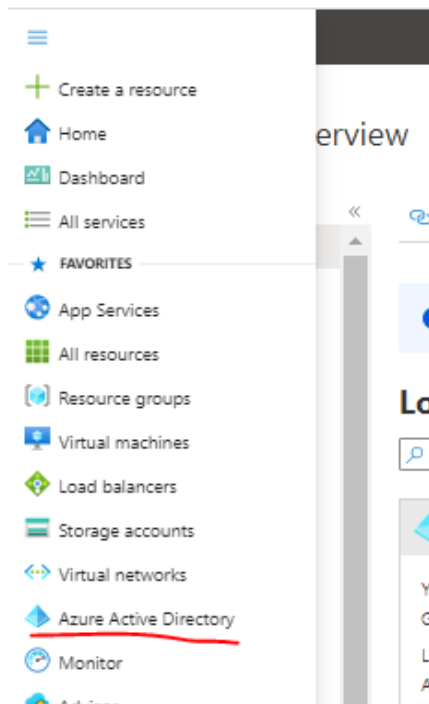 Create a resource
Home
erview
Dashboard
All services
FAVORITES
App Services
All resources
Resource groups
Lo
Virtual machines
Load balancers
Storage accounts
Virtual networks
Azure Active Directory
Monitor